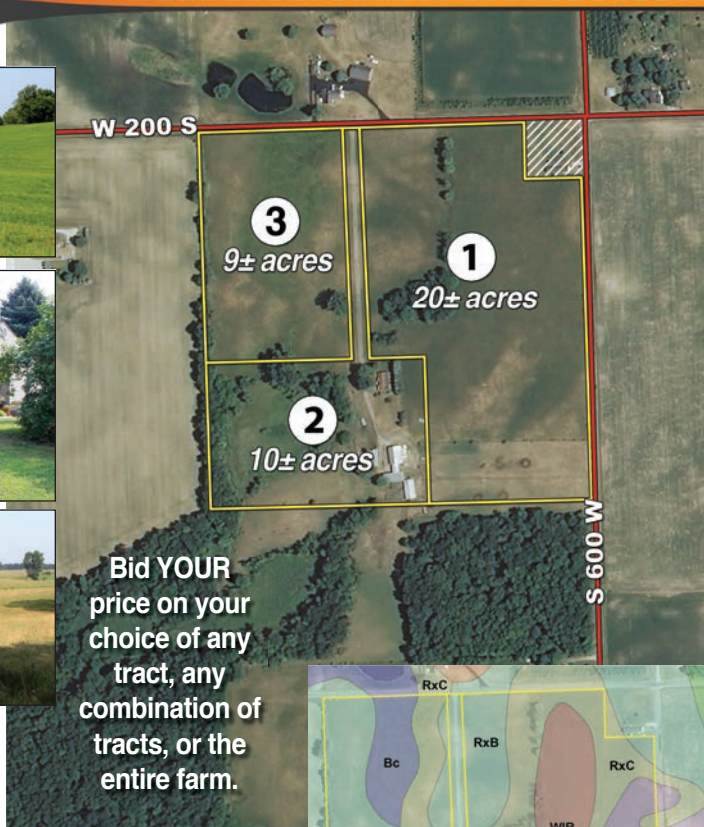 W 200 S
3
9± acres
1
20± acres
2
10± acres
S 600 W
Bid YOUR
price on your
choice of any
tract, any
combination of
tracts, or the
entire farm.
RxC
Bc
RxB
RxC